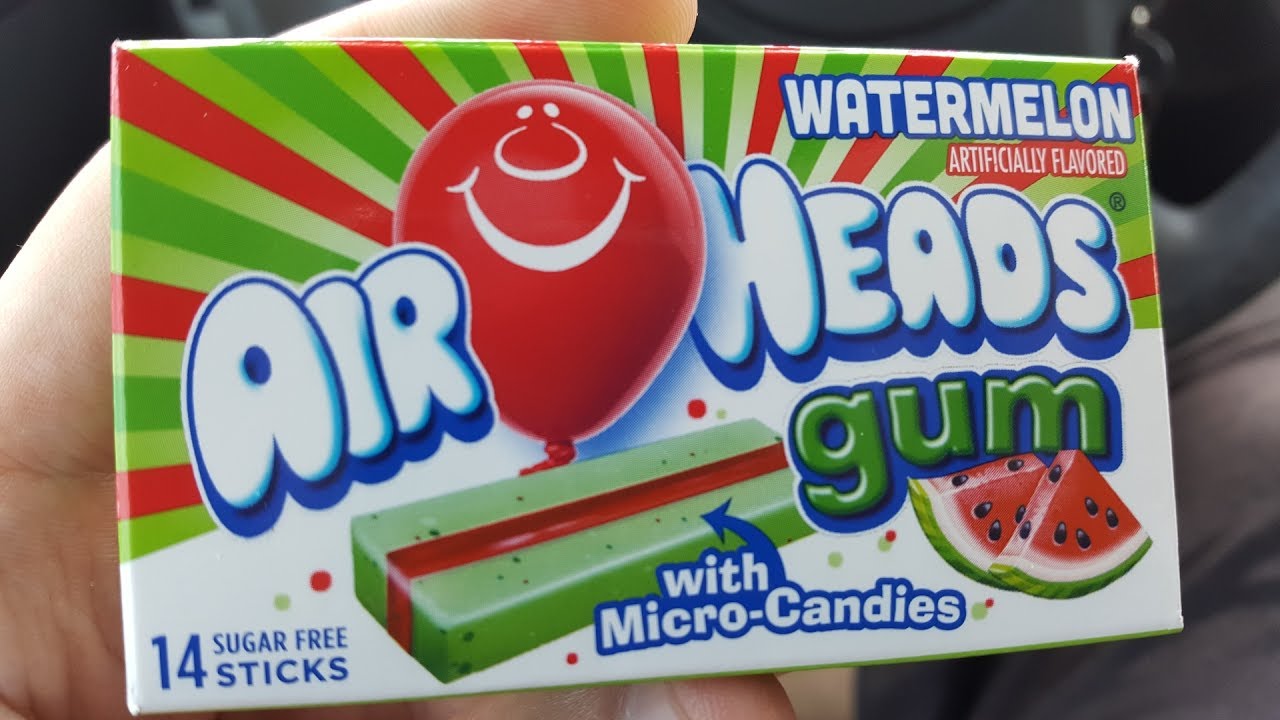 WATERMELON
ARTIFICIALLY FLAVORED
AIRHEADS®
gum
with
Micro-Candies
14 SUGAR FREE
STICKS